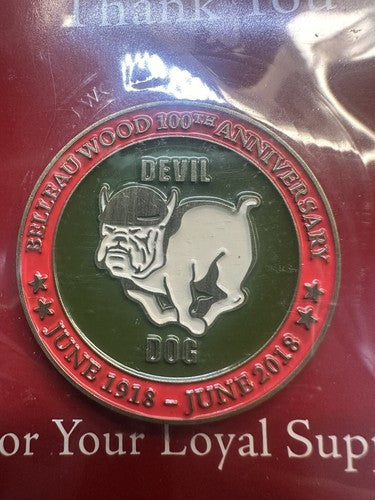 Thank You
BELLEAU WOOD 100TH ANNIVERSARY
DEVIL
DOG
JUNE 1918 - JUNE 2018
or Your Loyal Supp